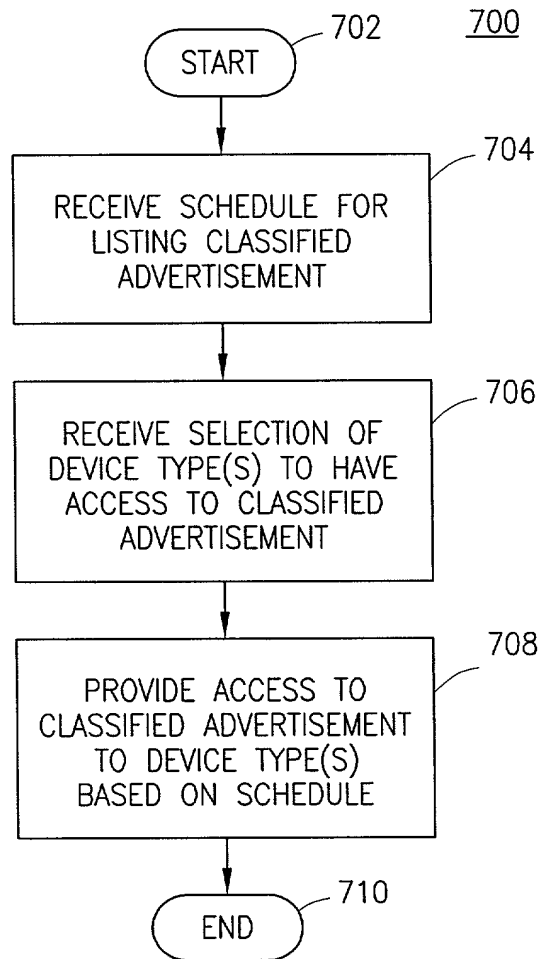 700
702
START
704
RECEIVE SCHEDULE FOR
LISTING CLASSIFIED
ADVERTISEMENT
706
RECEIVE SELECTION OF
DEVICE TYPE(S) TO HAVE
ACCESS TO CLASSIFIED
ADVERTISEMENT
708
PROVIDE ACCESS TO
CLASSIFIED ADVERTISEMENT
TO DEVICE TYPE(S)
BASED ON SCHEDULE
710
END